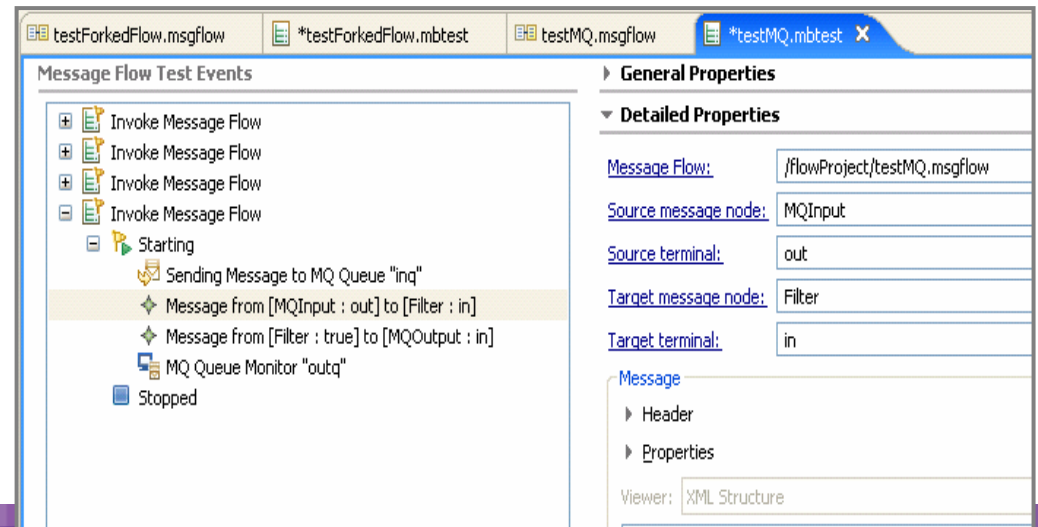 testForkedFlow.msgflow
*testForkedFlow.mbtest
testMQ.msgflow
*testMQ.mbtest
Message Flow Test Events
Invoke Message Flow
Invoke Message Flow
Invoke Message Flow
Invoke Message Flow
Starting
Sending Message to MQ Queue "inq"
Message from [MQInput : out] to [Filter : in]
Message from [Filter : true] to [MQOutput : in]
MQ Queue Monitor "outq"
Stopped
General Properties
Detailed Properties
Message Flow: /flowProject/testMQ.msgflow
Source message node: MQInput
Source terminal: out
Target message node: Filter
Target terminal: in
Message
Header
Properties
Viewer: XML Structure